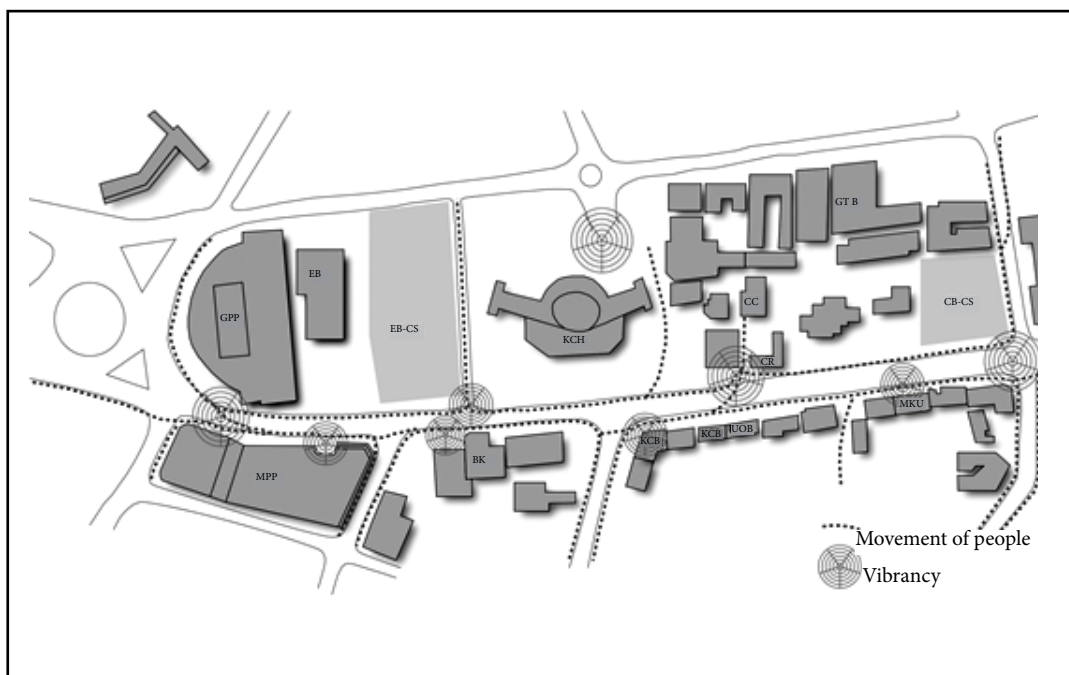 GT B
EB
GPP
EB-CS
CC
CB-CS
KCH
CR
MKU
KCB
KCB
UOB
BK
MPP
Movement of people
Vibrancy